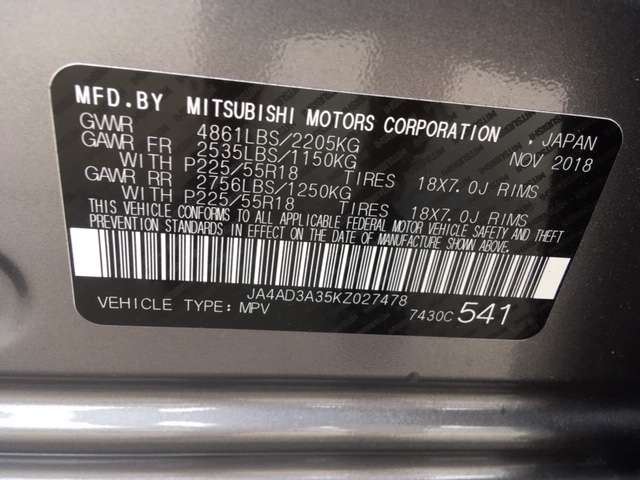 MFD.BY MITSUBISHI MOTORS CORPORATION , JAPAN
GVWR 4861LBS/2205KG NOV 2018
GAWR FR 2535LBS/1150KG
WITH P225/55R18 TIRES 18X7.0J RIMS
GAWR RR 2756LBS/1250KG
WITH P225/55R18 TIRES 18X7.0J RIMS
THIS VEHICLE CONFORMS TO ALL APPLICABLE FEDERAL MOTOR VEHICLE SAFETY AND THEFT
PREVENTION STANDARDS IN EFFECT ON THE DATE OF MANUFACTURE SHOWN ABOVE.
JA4AD3A35KZ027478
VEHICLE TYPE: MPV 7430C 541